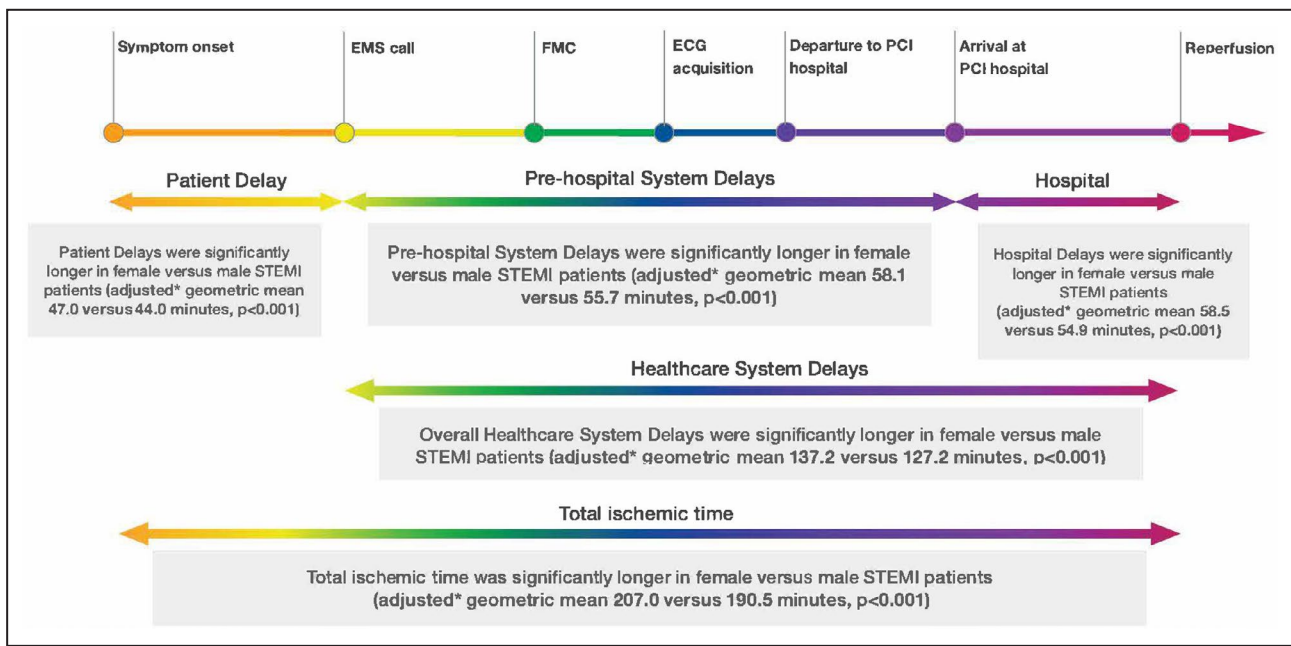 Symptom onset
EMS call
FMC
ECG
acquisition
Departure to PCI
hospital
Arrival at
PCI hospital
Reperfusion
Patient Delay
Pre-hospital System Delays
Hospital
Patient Delays were significantly
longer in female versus male STEMI
patients (adjusted* geometric mean
47.0 versus 44.0 minutes, p<0.001)
Pre-hospital System Delays were significantly longer in female
versus male STEMI patients (adjusted* geometric mean 58.1
versus 55.7 minutes, p<0.001)
Hospital Delays were significantly
longer in female versus male
STEMI patients
(adjusted* geometric mean 58.5
versus 54.9 minutes, p<0.001)
Healthcare System Delays
Overall Healthcare System Delays were significantly longer in female versus male
STEMI patients (adjusted* geometric mean 137.2 versus 127.2 minutes, p<0.001)
Total ischemic time
Total ischemic time was significantly longer in female versus male STEMI patients
(adjusted* geometric mean 207.0 versus 190.5 minutes, p<0.001)